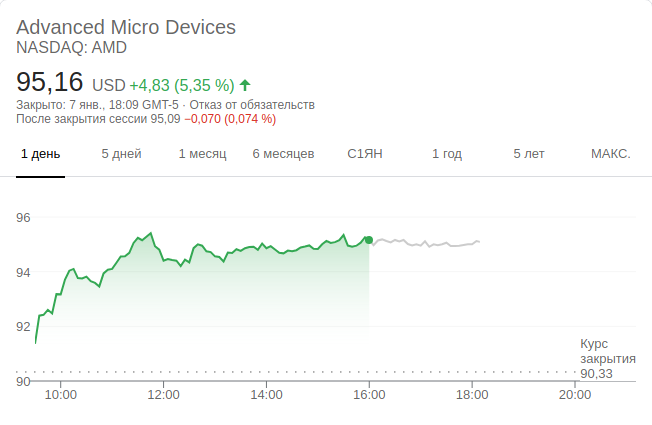 Advanced Micro Devices
NASDAQ: AMD
95,16 USD +4,83 (5,35 %)
Закрыто: 7 янв., 18:09 GMT-5 · Отказ от обязательств
После закрытия сессии 95,09 −0,070 (0,074 %)
1 день 5 дней 1 месяц 6 месяцев С1ЯН 1 год 5 лет МАКС.
96
94
92
Курс
закрытия
90,33
90
10:00 12:00 14:00 16:00 18:00 20:00